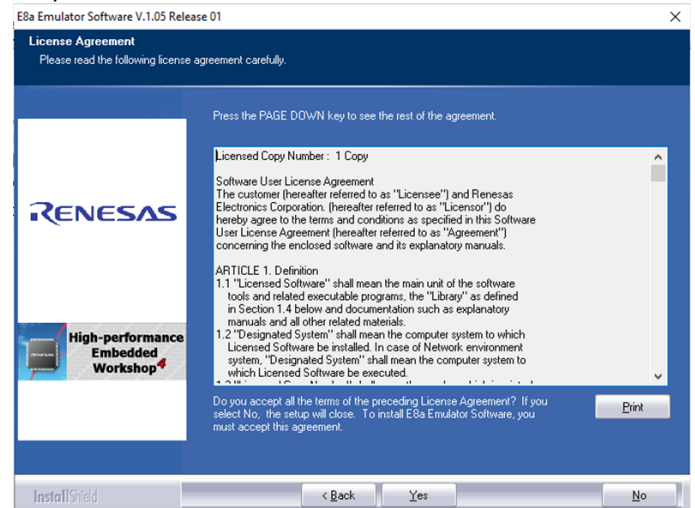 E8a Emulator Software V.1.05 Release 01
License Agreement
Please read the following license agreement carefully.
Press the PAGE DOWN key to see the rest of the agreement.
Licensed Copy Number : 1 Copy
Software User License Agreement
The customer (hereafter referred to as "Licensee") and Renesas
Electronics Corporation. (hereafter referred to as "Licensor") do
hereby agree to the terms and conditions as specified in this Software
User License Agreement (hereafter referred to as "Agreement")
concerning the enclosed software and its explanatory manuals.
ARTICLE 1. Definition
1.1 "Licensed Software" shall mean the main unit of the software
tools and related executable programs, the "Library" as defined
in Section 1.4 below and documentation such as explanatory
manuals and all other related materials.
1.2 "Designated System" shall mean the computer system to which
Licensed Software be installed. In case of Network environment
system, "Designated System" shall mean the computer system to
which Licensed Software be executed.
RENESAS
High-performance
Embedded
Workshop 4
Do you accept all the terms of the preceding License Agreement? If you
select No, the setup will close. To install E8a Emulator Software, you
must accept this agreement.
Print
InstallShield
< Back
Yes
No